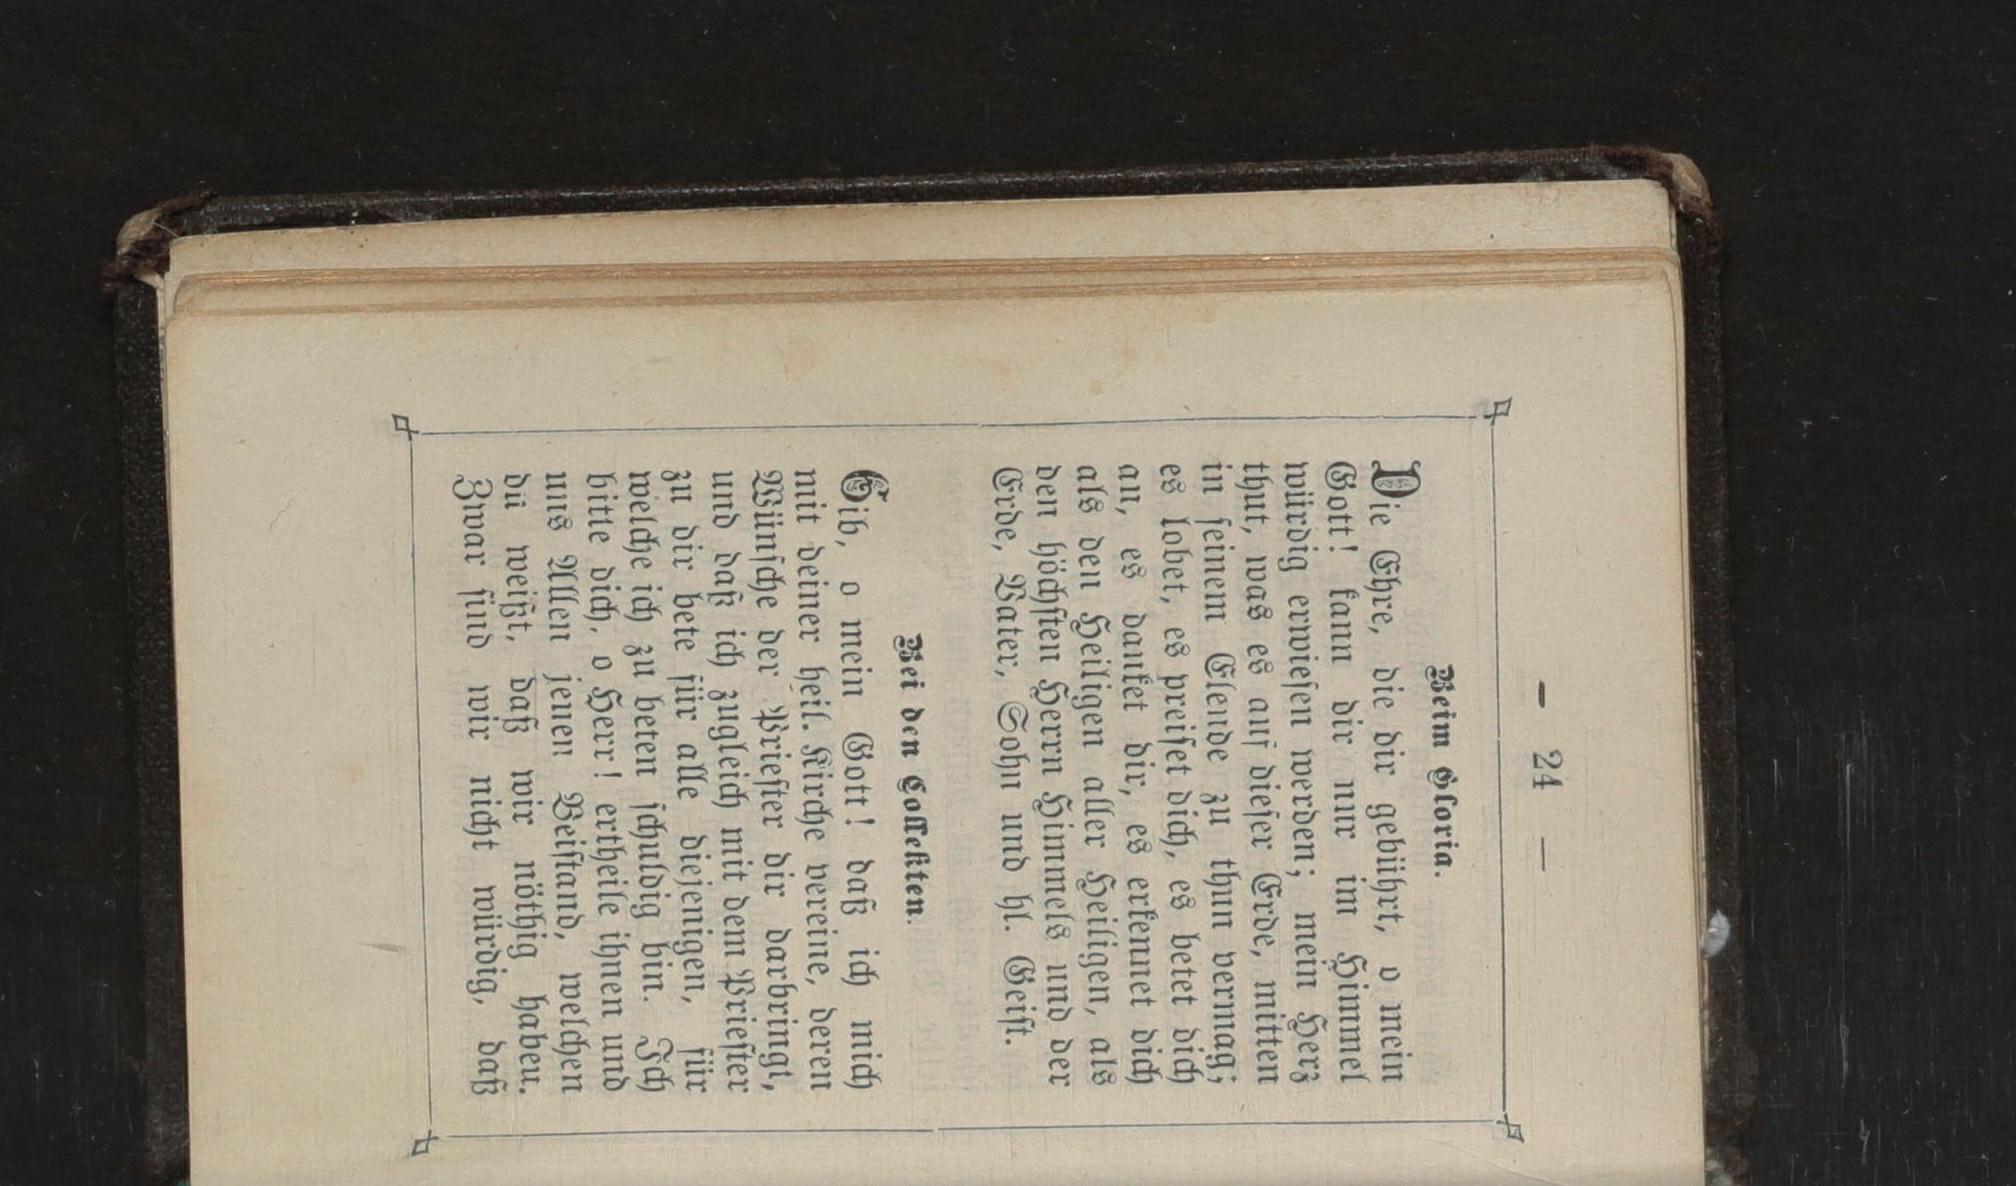 — 24 —
Beim Gloria.
Die Ehre, die dir gebührt, o mein
Gott! kann dir nur im Himmel
würdig erwiesen werden; mein Herz
thut, was es auf dieser Erde, mitten
in seinem Elende zu thun vermag;
es lobet, es preiset dich, es betet dich
an, es danket dir, es erkennet dich
als den Heiligen aller Heiligen, als
den höchsten Herrn Himmels und der
Erde, Vater, Sohn und hl. Geist.
Bei den Collekten.
Gib, o mein Gott! daß ich mich
mit deiner heil. Kirche vereine, deren
Wünsche der Priester dir darbringt,
und daß ich zugleich mit dem Priester
zu dir bete für alle diejenigen, für
welche ich zu beten schuldig bin. Ich
bitte dich, o Herr! ertheile ihnen und
uns Allen jenen Beistand, welchen
du weißt, daß wir nöthig haben.
Zwar sind wir nicht würdig, daß